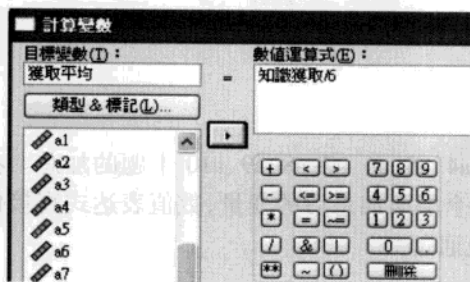 計算變數
目標變數(T)：
數值運算式(E)：
獲取平均
=
知識獲取/6
類型 & 標記(L)...
a1
a2
a3
a4
a5
a6
a7
+ < > 7 8 9
- <= >= 4 5 6
* = ~= 1 2 3
/ & | 0 .
** ~ () 刪除